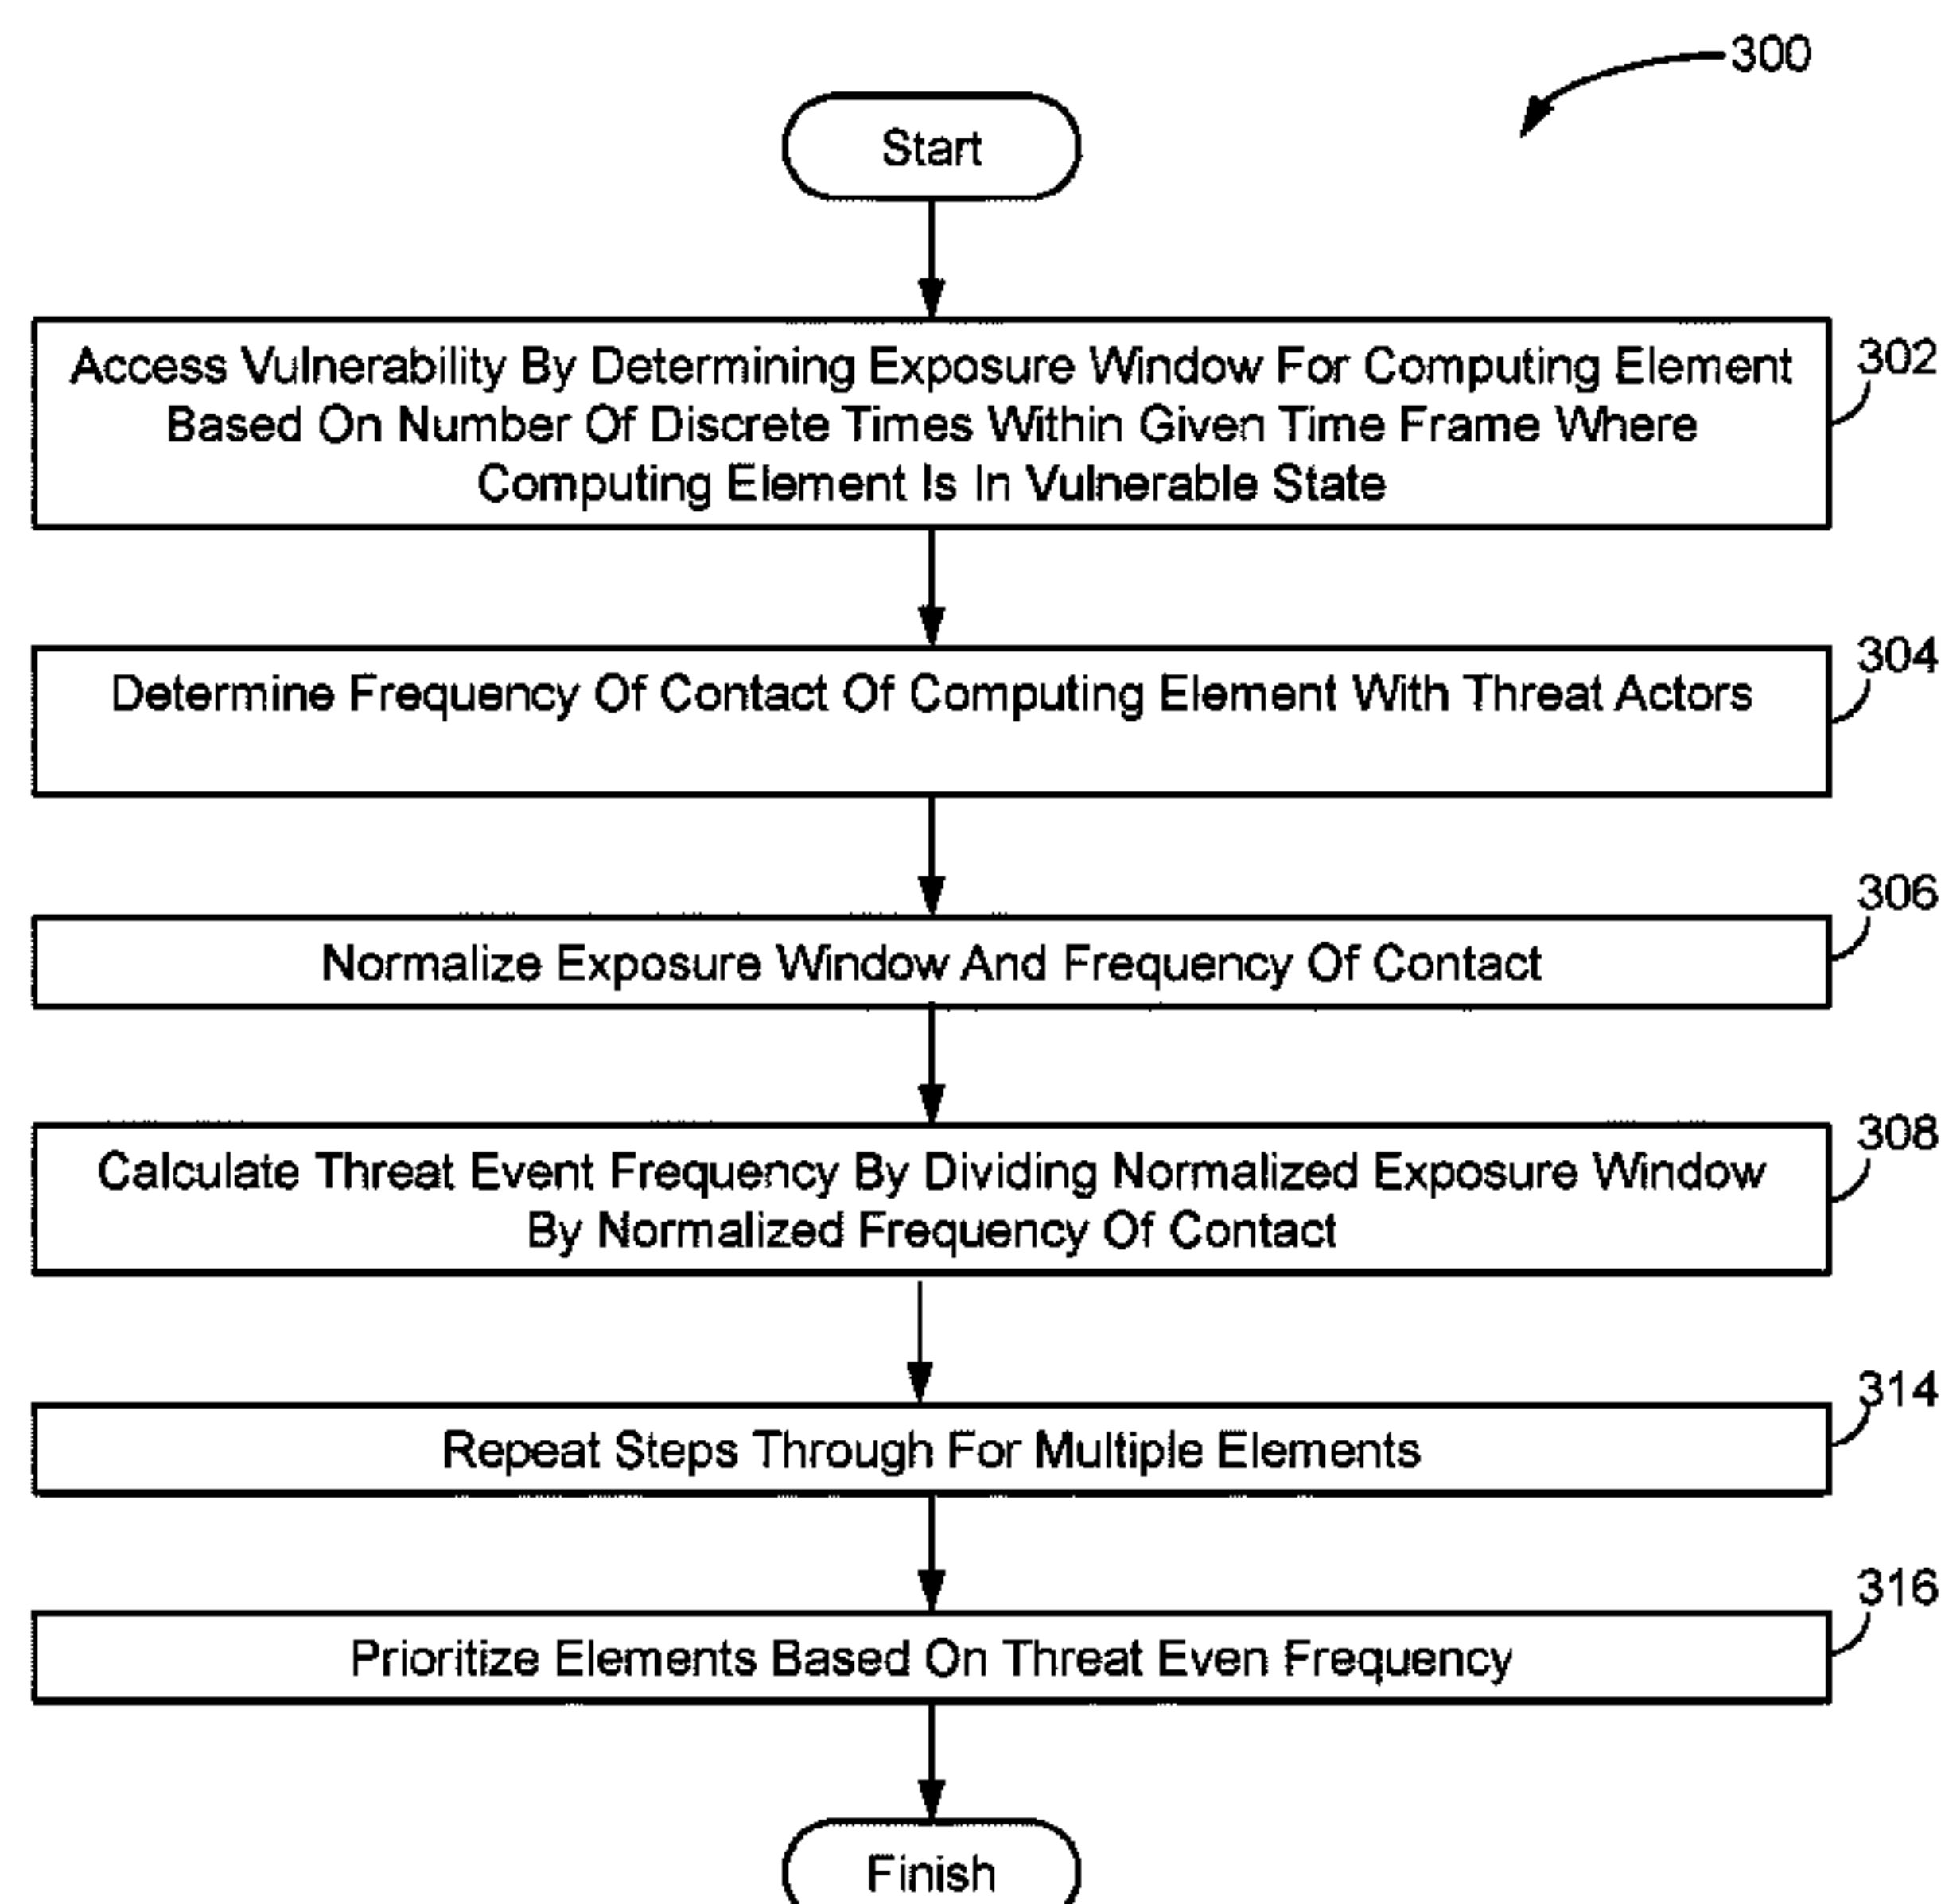 300
Start
Access Vulnerability By Determining Exposure Window For Computing Element
Based On Number Of Discrete Times Within Given Time Frame Where
Computing Element Is In Vulnerable State
302
Determine Frequency Of Contact Of Computing Element With Threat Actors
304
Normalize Exposure Window And Frequency Of Contact
306
Calculate Threat Event Frequency By Dividing Normalized Exposure Window
By Normalized Frequency Of Contact
308
Repeat Steps Through For Multiple Elements
314
Prioritize Elements Based On Threat Even Frequency
316
Finish